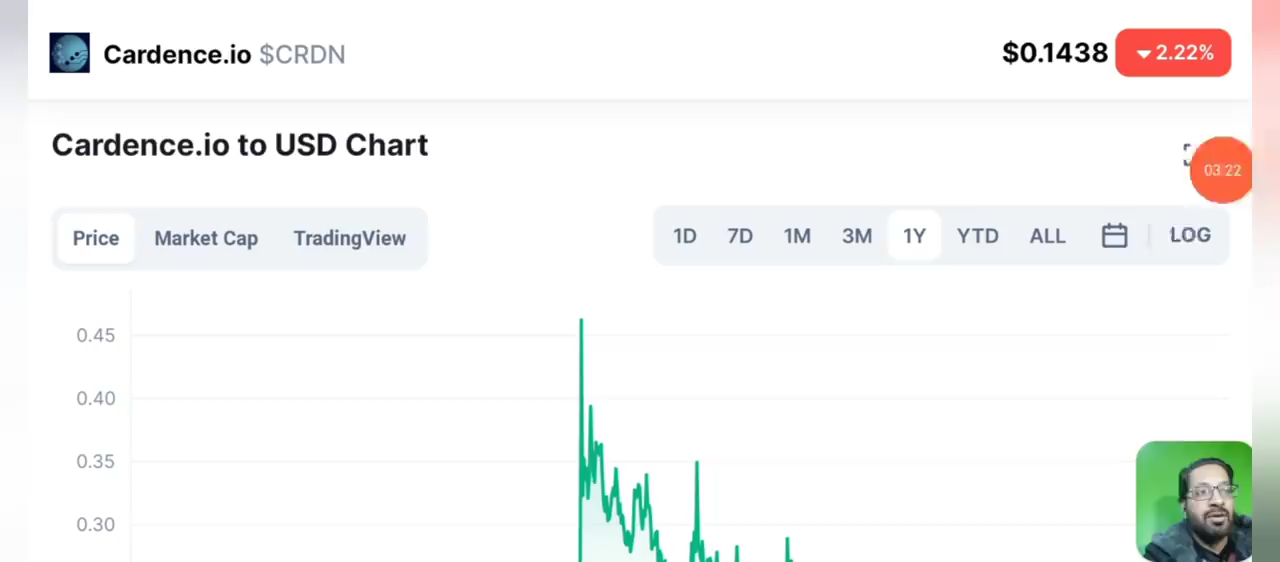 Cardence.io $CRDN
$0.1438 2.22%
Cardence.io to USD Chart
03:22
Price Market Cap TradingView
1D 7D 1M 3M 1Y YTD ALL LOG
0.45
0.40
0.35
0.30